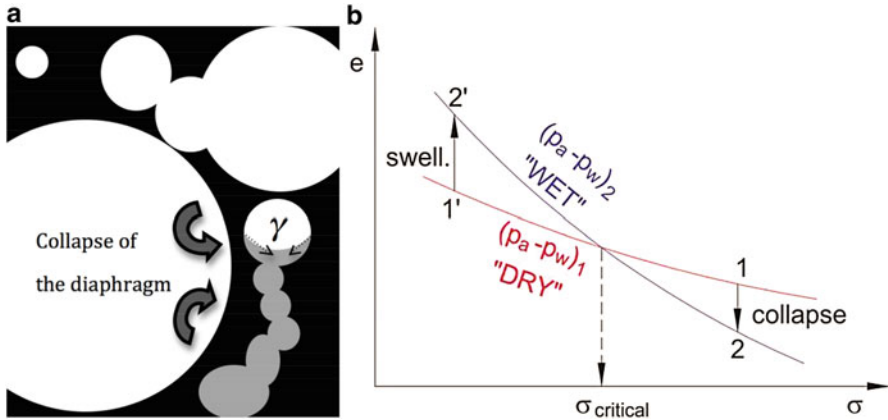 a
Collapse of
the diaphragm
γ
b
e
2'
swell.
1'
(pa-pw)2
"WET"
(pa-pw)1
"DRY"
1
collapse
2
σcritical
σ